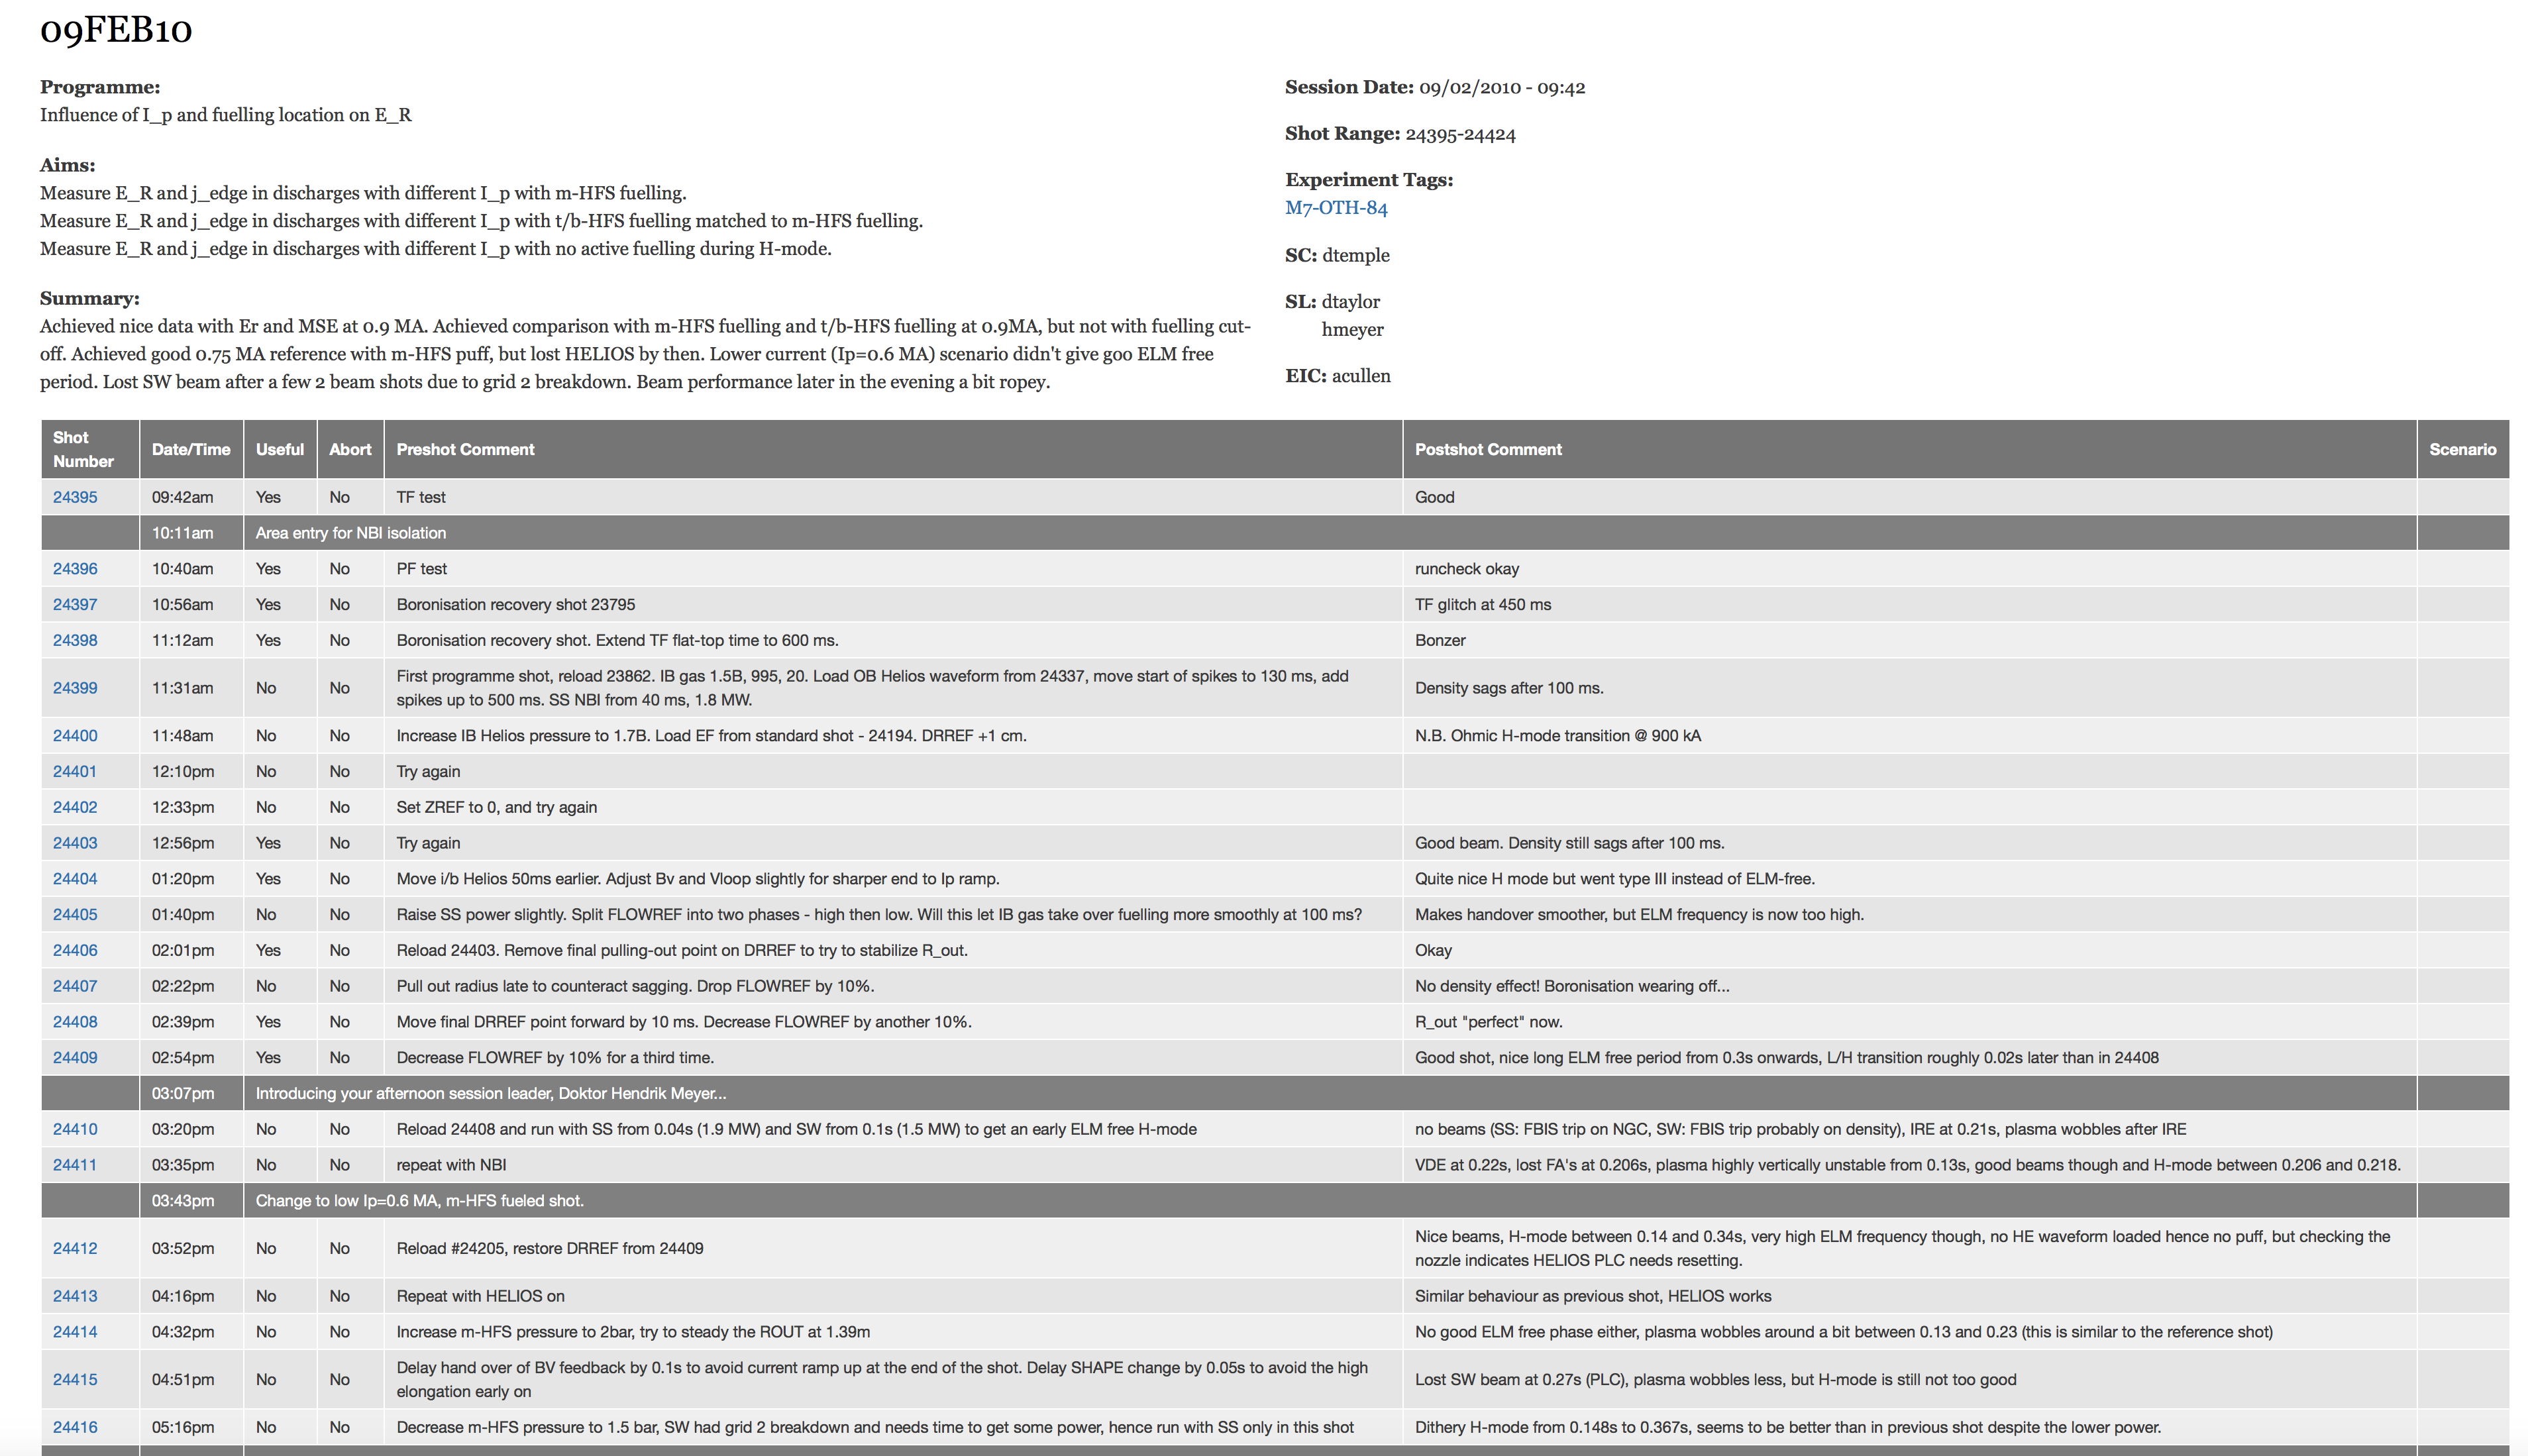 09FEB10
Programme:
Influence of I_p and fuelling location on E_R
Aims:
Measure E_R and j_edge in discharges with different I_p with m-HFS fuelling.
Measure E_R and j_edge in discharges with different I_p with t/b-HFS fuelling matched to m-HFS fuelling.
Measure E_R and j_edge in discharges with different I_p with no active fuelling during H-mode.
Summary:
Achieved nice data with Er and MSE at 0.9 MA. Achieved comparison with m-HFS fuelling and t/b-HFS fuelling at 0.9MA, but not with fuelling cut-
off. Achieved good 0.75 MA reference with m-HFS puff, but lost HELIOS by then. Lower current (Ip=0.6 MA) scenario didn't give goo ELM free
period. Lost SW beam after a few 2 beam shots due to grid 2 breakdown. Beam performance later in the evening a bit ropey.
Session Date: 09/02/2010 - 09:42
Shot Range: 24395-24424
Experiment Tags:
M7-OTH-84
SC: dtemple
SL: dtaylor
hmeyer
EIC: acullen
Shot Number Date/Time Useful Abort Preshot Comment Postshot Comment Scenario
24395 09:42am Yes No TF test Good
10:11am Area entry for NBI isolation
24396 10:40am Yes No PF test runcheck okay
24397 10:56am Yes No Boronisation recovery shot 23795 TF glitch at 450 ms
24398 11:12am Yes No Boronisation recovery shot. Extend TF flat-top time to 600 ms. Bonzer
24399 11:31am No No First programme shot, reload 23862. IB gas 1.5B, 995, 20. Load OB Helios waveform from 24337, move start of spikes to 130 ms, add
spikes up to 500 ms. SS NBI from 40 ms, 1.8 MW. Density sags after 100 ms.
24400 11:48am No No Increase IB Helios pressure to 1.7B. Load EF from standard shot - 24194. DRREF +1 cm. N.B. Ohmic H-mode transition @ 900 kA
24401 12:10pm No No Try again
24402 12:33pm No No Set ZREF to 0, and try again
24403 12:56pm Yes No Try again Good beam. Density still sags after 100 ms.
24404 01:20pm Yes No Move i/b Helios 50ms earlier. Adjust Bv and Vloop slightly for sharper end to Ip ramp. Quite nice H mode but went type III instead of ELM-free.
24405 01:40pm No No Raise SS power slightly. Split FLOWREF into two phases - high then low. Will this let IB gas take over fuelling more smoothly at 100 ms? Makes handover smoother, but ELM frequency is now too high.
24406 02:01pm Yes No Reload 24403. Remove final pulling-out point on DRREF to try to stabilize R_out. Okay
24407 02:22pm No No Pull out radius late to counteract sagging. Drop FLOWREF by 10%. No density effect! Boronisation wearing off...
24408 02:39pm Yes No Move final DRREF point forward by 10 ms. Decrease FLOWREF by another 10%. R_out "perfect" now.
24409 02:54pm Yes No Decrease FLOWREF by 10% for a third time. Good shot, nice long ELM free period from 0.3s onwards, L/H transition roughly 0.02s later than in 24408
03:07pm Introducing your afternoon session leader, Doktor Hendrik Meyer...
24410 03:20pm No No Reload 24408 and run with SS from 0.04s (1.9 MW) and SW from 0.1s (1.5 MW) to get an early ELM free H-mode no beams (SS: FBIS trip on NGC, SW: FBIS trip probably on density), IRE at 0.21s, plasma wobbles after IRE
24411 03:35pm No No repeat with NBI VDE at 0.22s, lost FA's at 0.206s, plasma highly vertically unstable from 0.13s, good beams though and H-mode between 0.206 and 0.218.
03:43pm Change to low Ip=0.6 MA, m-HFS fueled shot.
24412 03:52pm No No Reload #24205, restore DRREF from 24409 Nice beams, H-mode between 0.14 and 0.34s, very high ELM frequency though, no HE waveform loaded hence no puff, but checking the
nozzle indicates HELIOS PLC needs resetting.
24413 04:16pm No No Repeat with HELIOS on Similar behaviour as previous shot, HELIOS works
24414 04:32pm No No Increase m-HFS pressure to 2bar, try to steady the ROUT at 1.39m No good ELM free phase either, plasma wobbles around a bit between 0.13 and 0.23 (this is similar to the reference shot)
24415 04:51pm No No Delay hand over of BV feedback by 0.1s to avoid current ramp up at the end of the shot. Delay SHAPE change by 0.05s to avoid the high
elongation early on Lost SW beam at 0.27s (PLC), plasma wobbles less, but H-mode is still not too good
24416 05:16pm No No Decrease m-HFS pressure to 1.5 bar, SW had grid 2 breakdown and needs time to get some power, hence run with SS only in this shot Dithery H-mode from 0.148s to 0.367s, seems to be better than in previous shot despite the lower power.